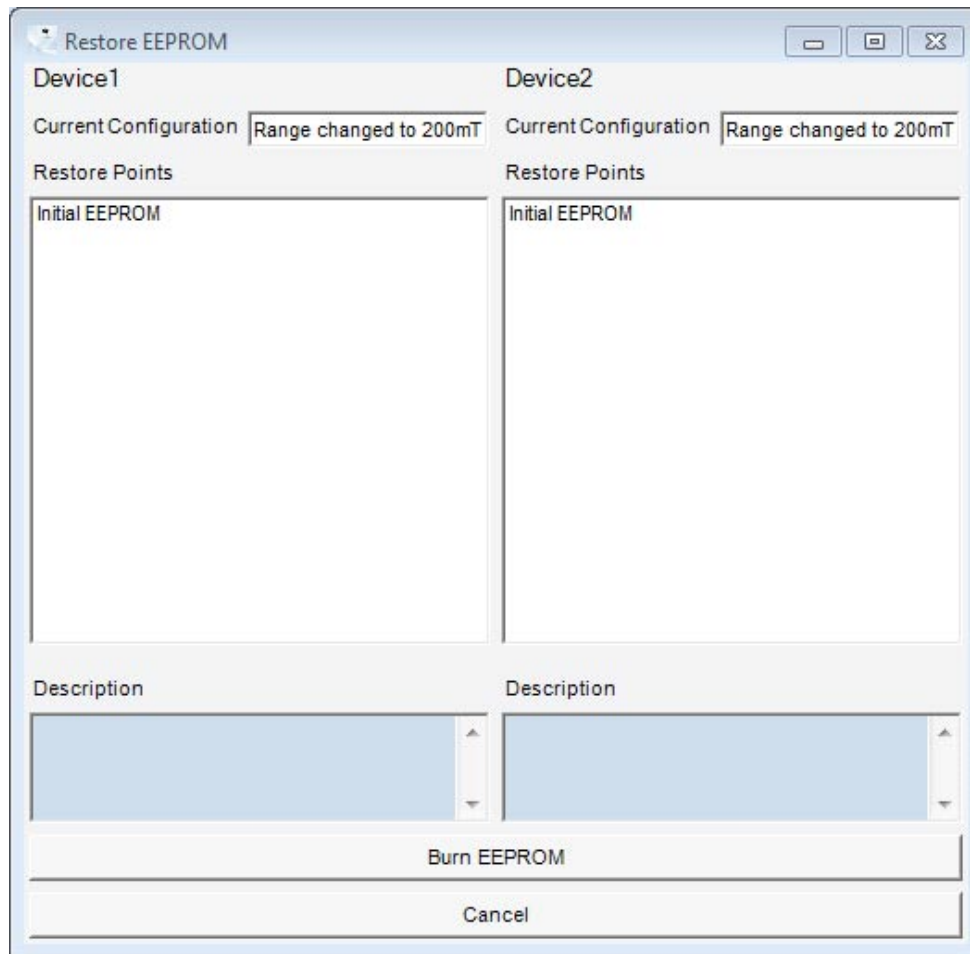 Restore EEPROM
Device1
Device2
Current Configuration Range changed to 200mT
Current Configuration Range changed to 200mT
Restore Points
Restore Points
Initial EEPROM
Initial EEPROM
Description
Description
Burn EEPROM
Cancel